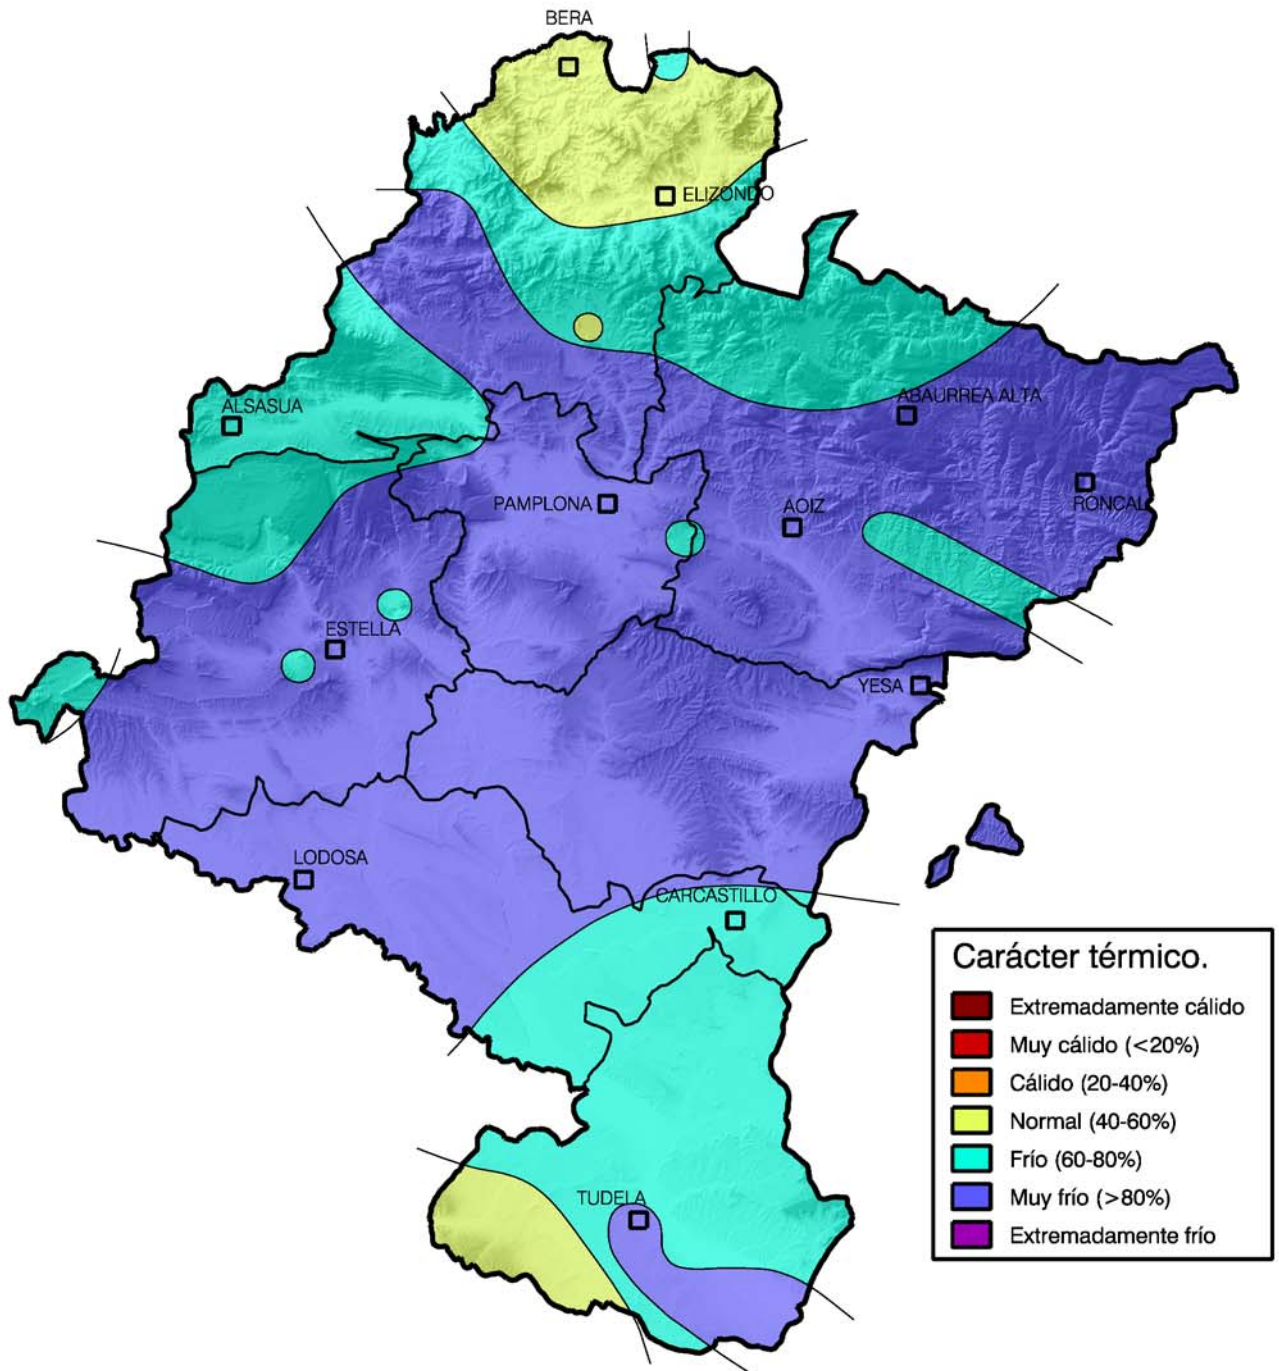 BERA
ELIZONDO
ALSASUA
ABAURREA ALTA
PAMPLONA
AOIZ
RONCAL
ESTELLA
YESA
LODOSA
CARCASTILLO
TUDELA
Carácter térmico.
Extremadamente cálido
Muy cálido (<20%)
Cálido (20-40%)
Normal (40-60%)
Frío (60-80%)
Muy frío (>80%)
Extremadamente frío